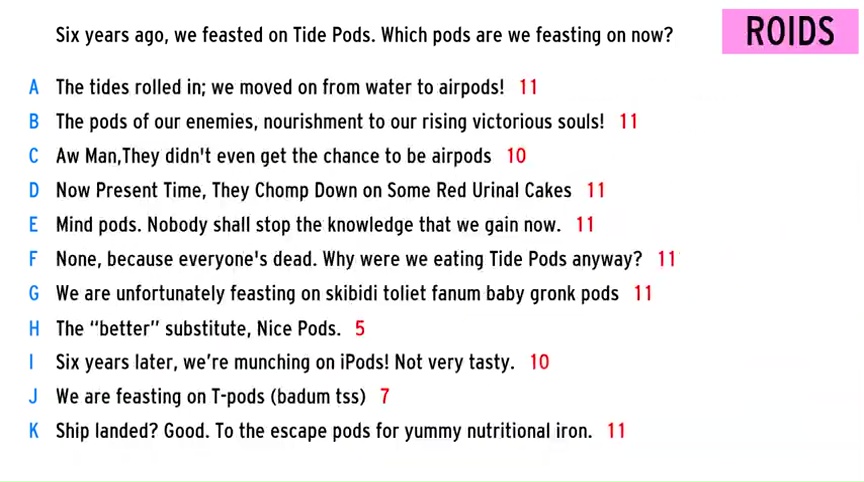 Six years ago, we feasted on Tide Pods. Which pods are we feasting on now?
ROIDS
A The tides rolled in; we moved on from water to airpods! 11
B The pods of our enemies, nourishment to our rising victorious souls! 11
C Aw Man,They didn't even get the chance to be airpods 10
D Now Present Time, They Chomp Down on Some Red Urinal Cakes 11
E Mind pods. Nobody shall stop the knowledge that we gain now. 11
F None, because everyone's dead. Why were we eating Tide Pods anyway? 11
G We are unfortunately feasting on skibidi toliet fanum baby gronk pods 11
H The “better” substitute, Nice Pods. 5
I Six years later, we’re munching on iPods! Not very tasty. 10
J We are feasting on T-pods (badum tss) 7
K Ship landed? Good. To the escape pods for yummy nutritional iron. 11